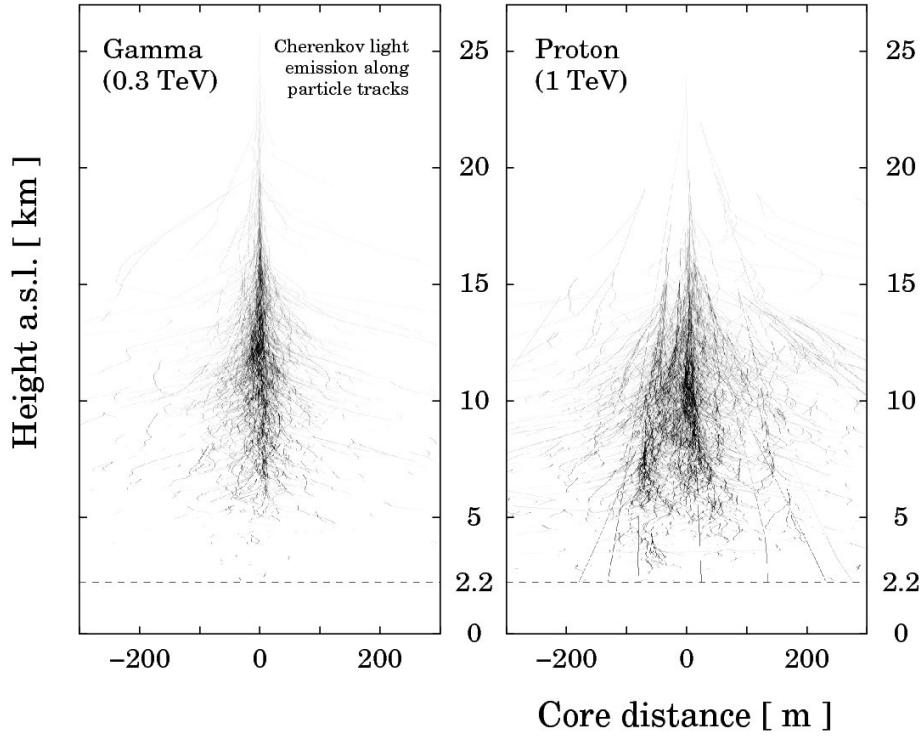 Gamma
(0.3 TeV)
Cherenkov light
emission along
particle tracks
Proton
(1 TeV)
Height a.s.l. [ km ]
25
20
15
10
5
2.2
0
25
20
15
10
5
2.2
0
−200
0
200
−200
0
200
Core distance [ m ]